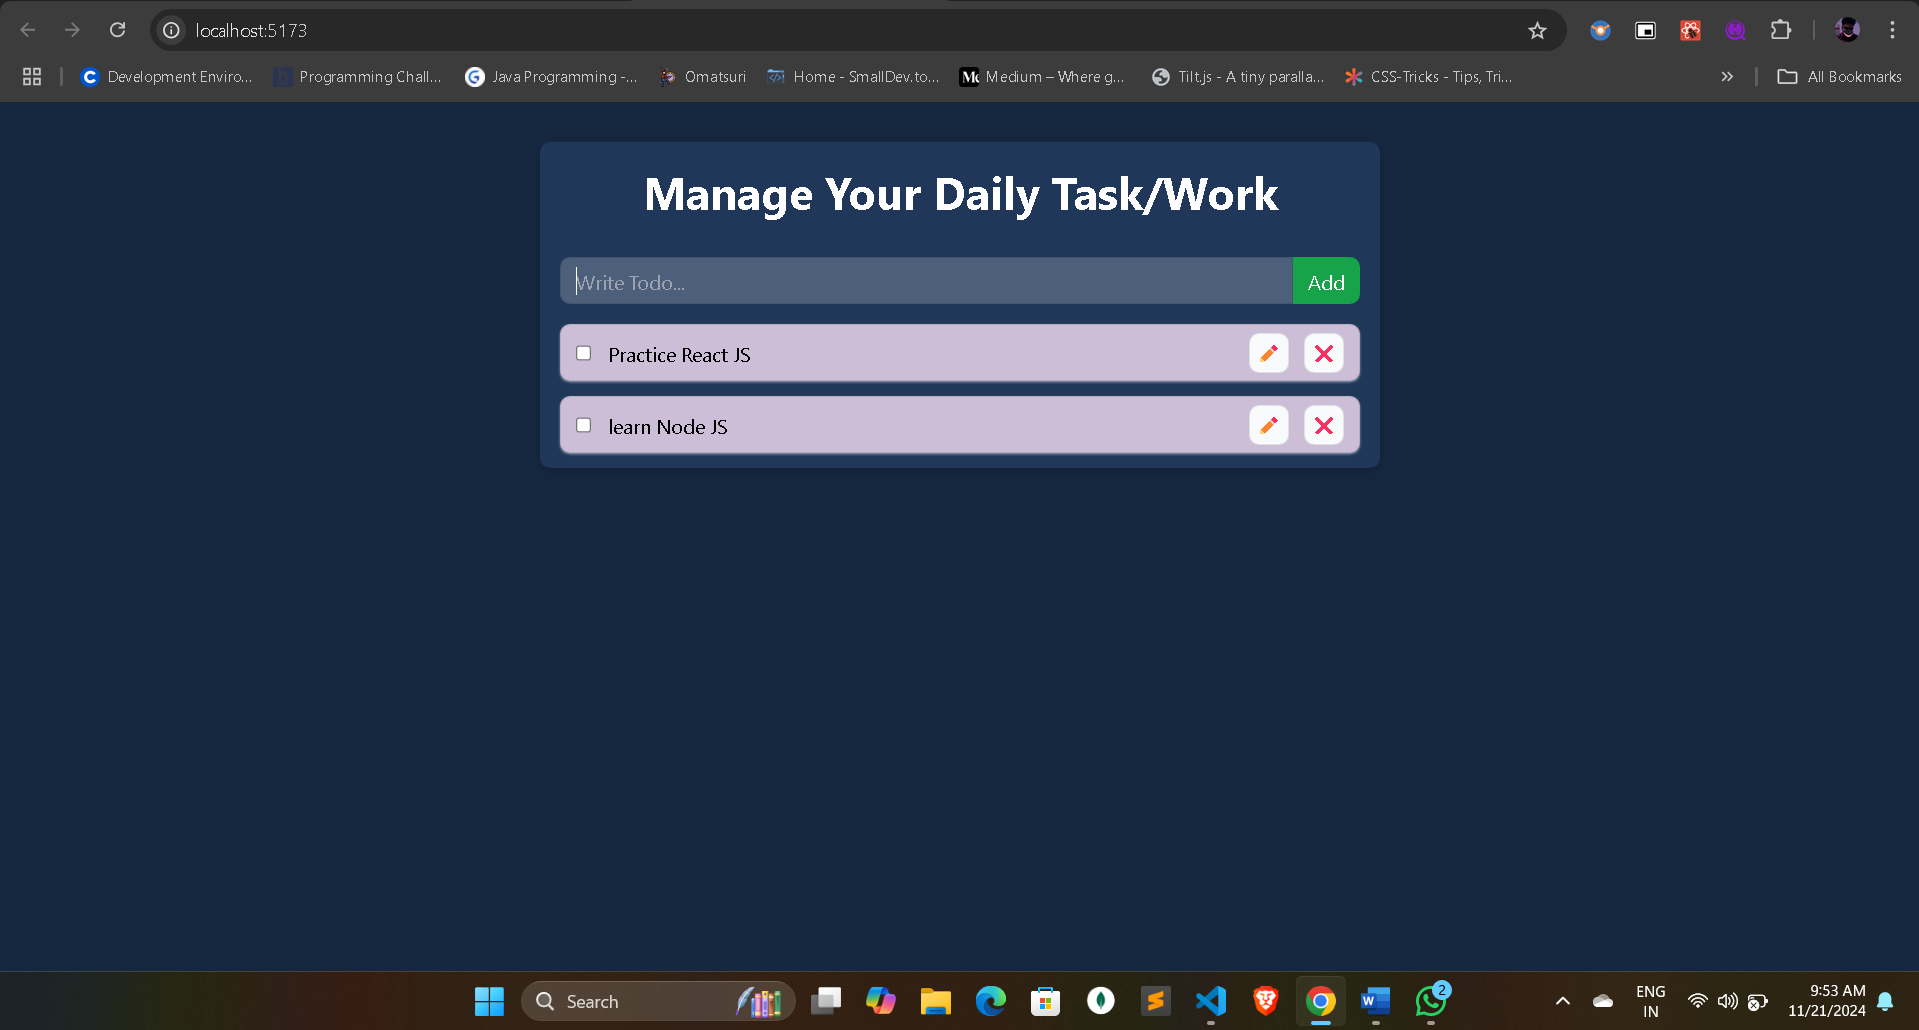 localhost:5173
Development Enviro...
Programming Chall...
Java Programming -...
Omatsuri
Home - SmallDev.to...
Medium – Where g...
Tilt.js - A tiny paralla...
CSS-Tricks - Tips, Tri...
All Bookmarks
Manage Your Daily Task/Work
Write Todo...
Add
Practice React JS
learn Node JS
Search
2
ENG
IN
9:53 AM
11/21/2024